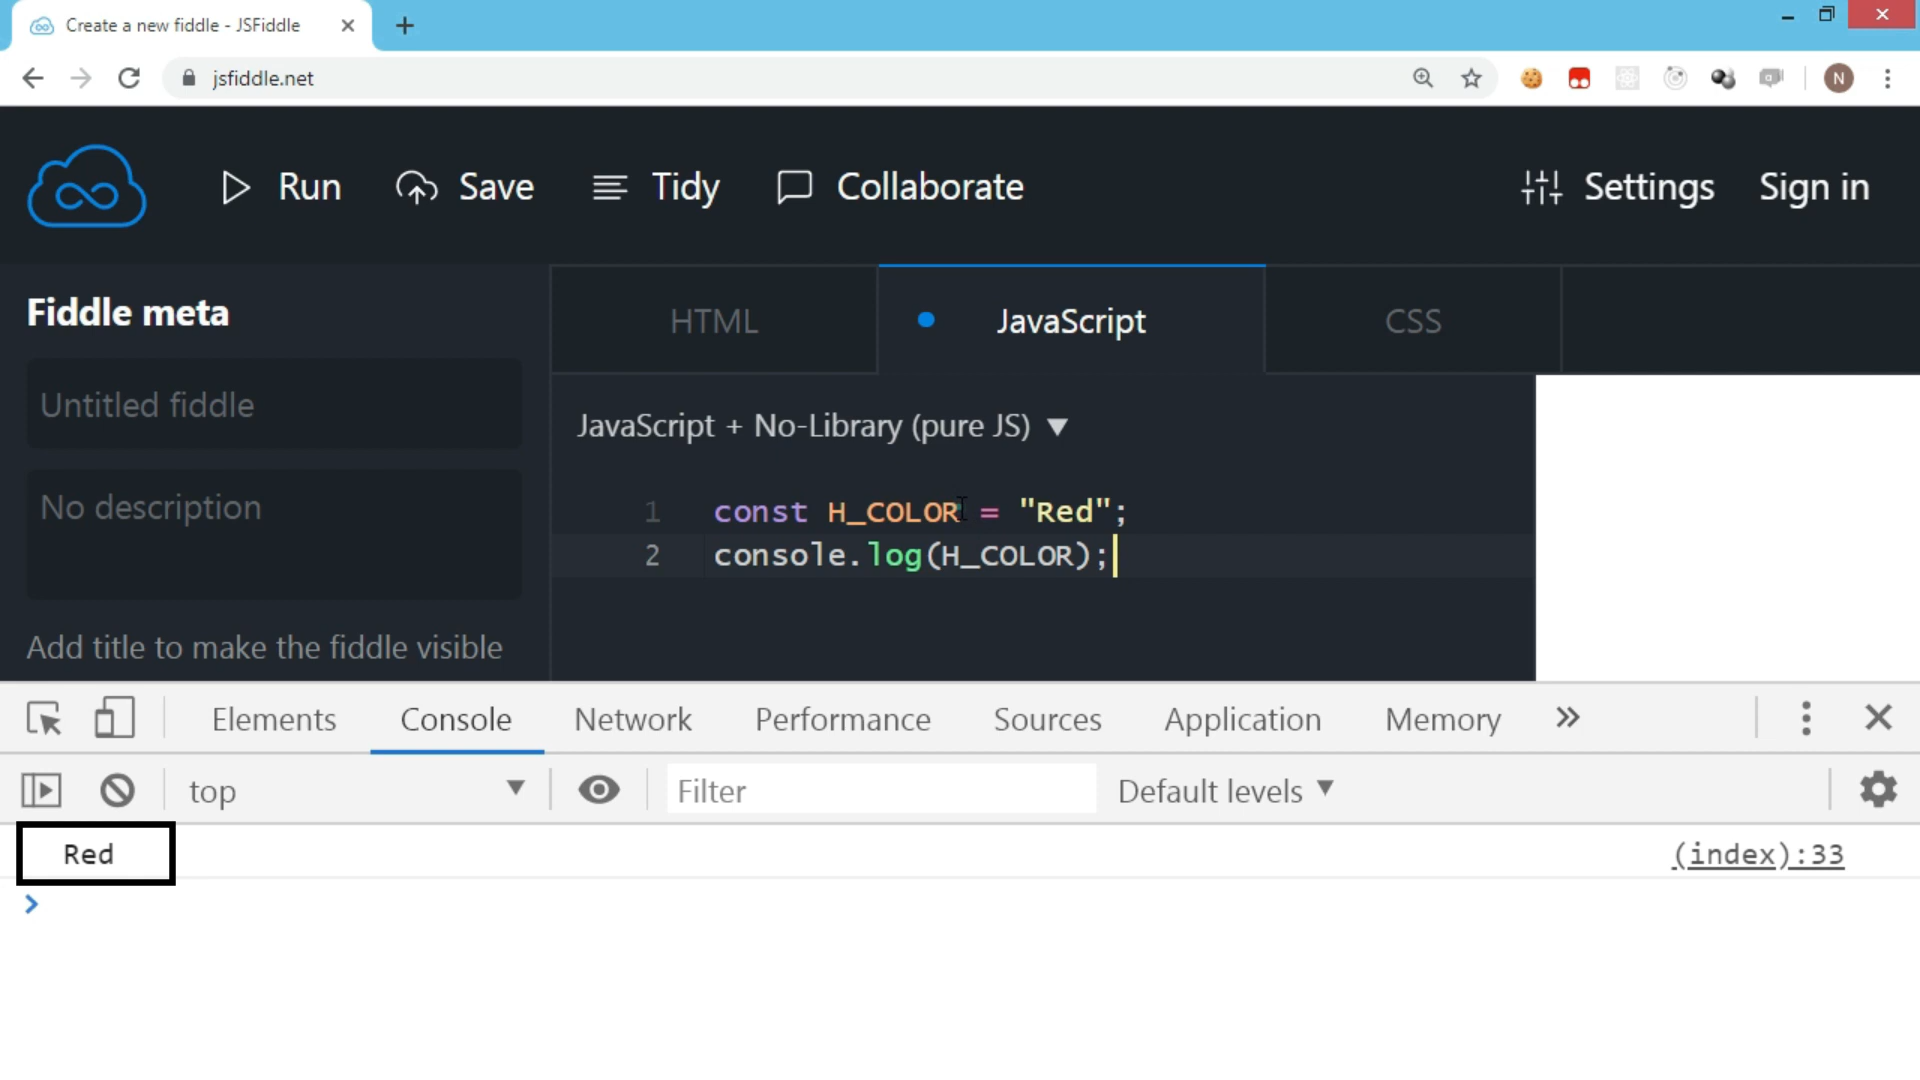 Create a new fiddle - JSFiddle
jsfiddle.net
N
Run Save Tidy Collaborate Settings Sign in
Fiddle meta
HTML JavaScript CSS
Untitled fiddle
JavaScript + No-Library (pure JS)
No description
1 const H_COLOR = "Red";
2 console.log(H_COLOR);
Add title to make the fiddle visible
Elements Console Network Performance Sources Application Memory
top Filter Default levels
Red (index):33